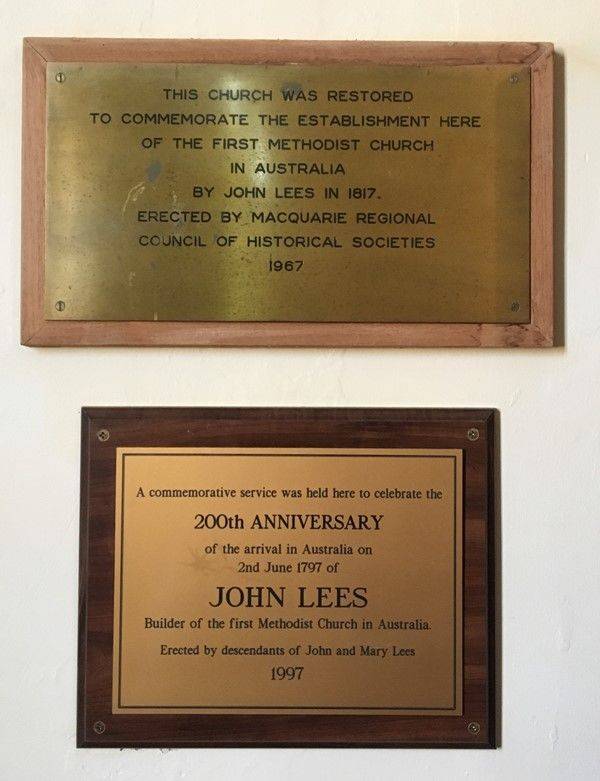 THIS CHURCH WAS RESTORED
TO COMMEMORATE THE ESTABLISHMENT HERE
OF THE FIRST METHODIST CHURCH
IN AUSTRALIA
BY JOHN LEES IN 1817.
ERECTED BY MACQUARIE REGIONAL
COUNCIL OF HISTORICAL SOCIETIES
1967
A commemorative service was held here to celebrate the
200th ANNIVERSARY
of the arrival in Australia on
2nd June 1797 of
JOHN LEES
Builder of the first Methodist Church in Australia.
Erected by descendants of John and Mary Lees
1997